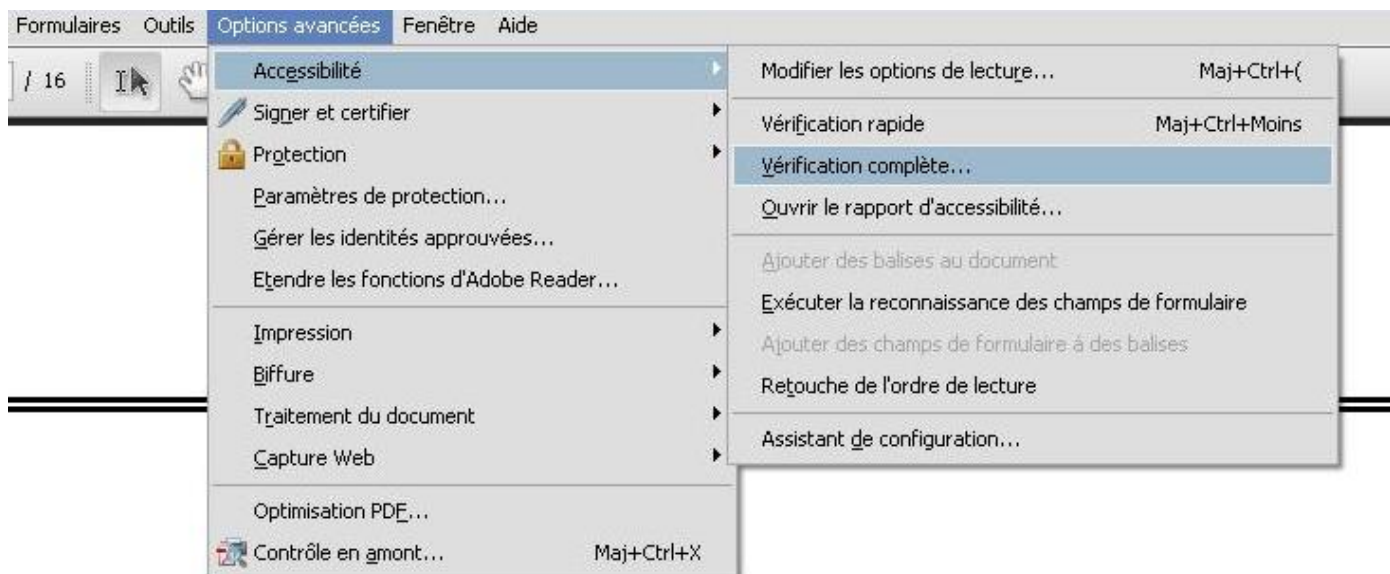 Formulaires Outils Options avancées Fenêtre Aide
/ 16
Accessibilité
Signer et certifier
Protection
Paramètres de protection...
Gérer les identités approuvées...
Etendre les fonctions d'Adobe Reader...
Impression
Biffure
Traitement du document
Capture Web
Optimisation PDF...
Contrôle en amont... Maj+Ctrl+X
Modifier les options de lecture... Maj+Ctrl+(
Vérification rapide Maj+Ctrl+Moins
Vérification complète...
Ouvrir le rapport d'accessibilité...
Ajouter des balises au document
Exécuter la reconnaissance des champs de formulaire
Ajouter des champs de formulaire à des balises
Retouche de l'ordre de lecture
Assistant de configuration...